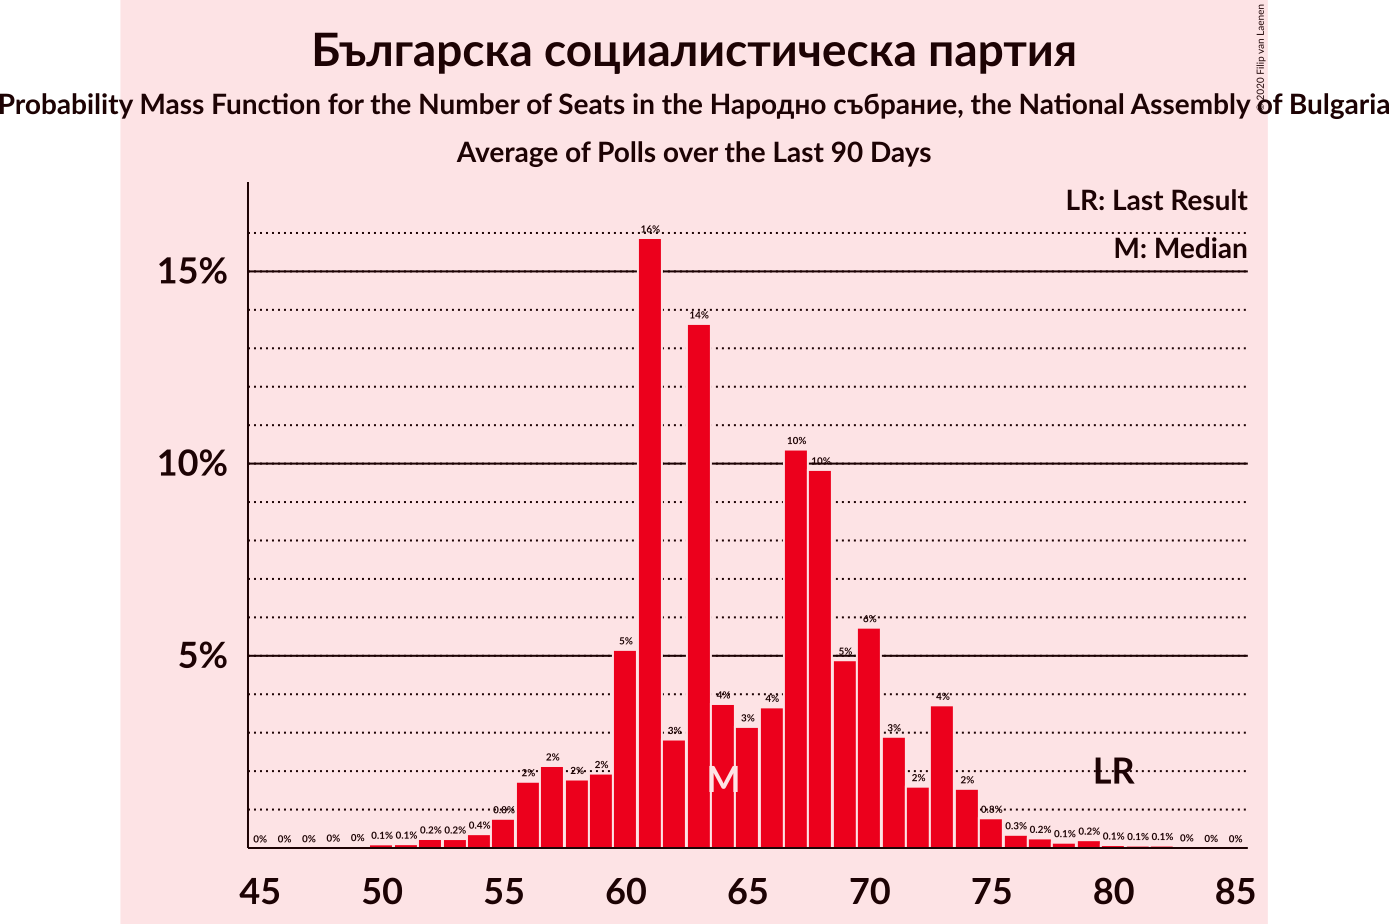 Българска социалистическа партия
Probability Mass Function for the Number of Seats in the Народно събрание, the National Assembly of Bulgaria
Average of Polls over the Last 90 Days
© 2020 Filip van Laenen
LR: Last Result
M: Median
15%
10%
5%
0% 0% 0% 0% 0% 0.1% 0.1% 0.2% 0.2% 0.4% 0.8% 2% 2% 2% 2% 5% 16% 3% 14% 4% 3% 4% 10% 10% 5% 6% 3% 2% 4% 2% 0.8% 0.3% 0.2% 0.1% 0.2% 0.1% 0.1% 0.1% 0% 0% 0%
M
LR
45 50 55 60 65 70 75 80 85